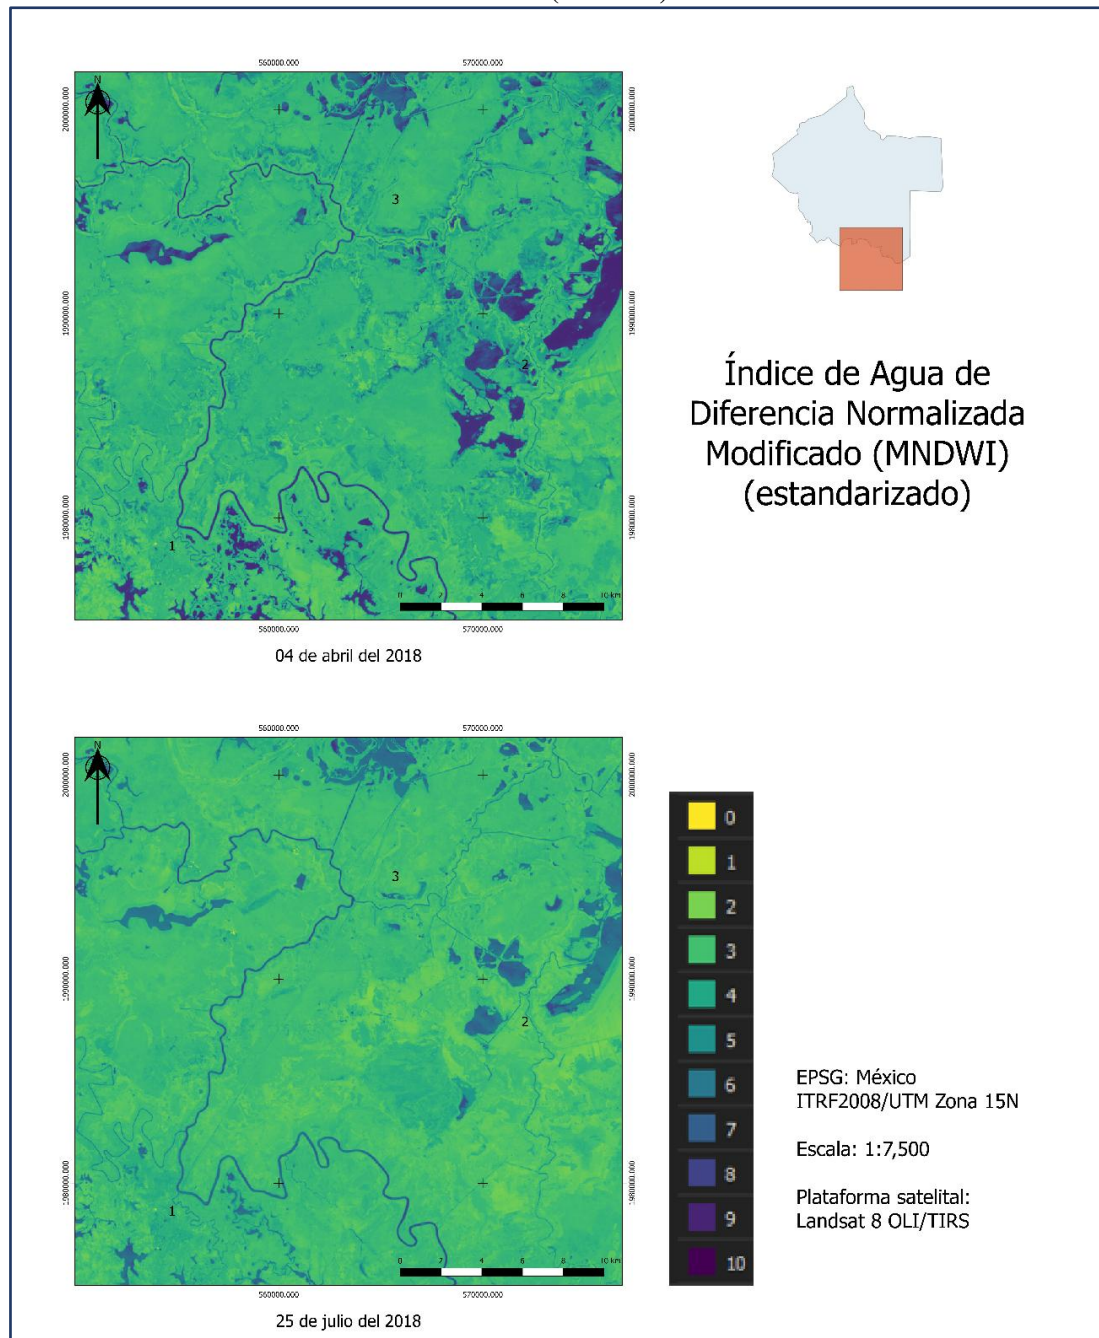 560000.000 570000.000
N
2000000.000 2000000.000
3
1990000.000 1990000.000
2
1980000.000 1980000.000
1
0 2 4 6 8 10 km
560000.000 570000.000
04 de abril del 2018
Índice de Agua de
Diferencia Normalizada
Modificado (MNDWI)
(estandarizado)
560000.000 570000.000
N
2000000.000 2000000.000
3
1990000.000 1990000.000
2
1980000.000 1980000.000
1
0 2 4 6 8 10 km
560000.000 570000.000
25 de julio del 2018
0
1
2
3
4
5
6
7
8
9
10
EPSG: México
ITRF2008/UTM Zona 15N
Escala: 1:7,500
Plataforma satelital:
Landsat 8 OLI/TIRS